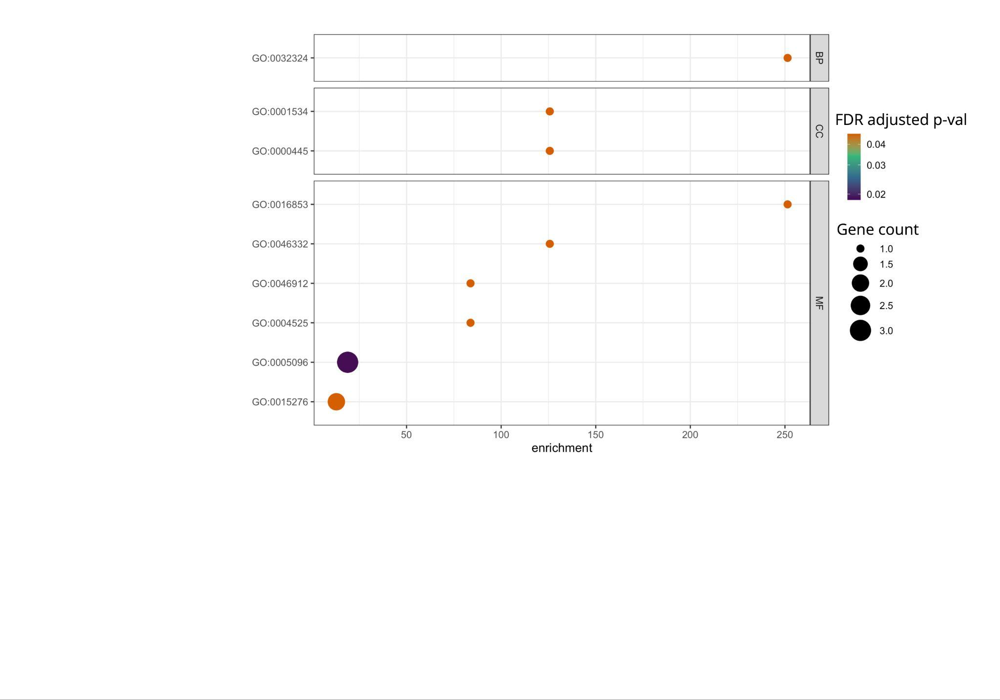 GO:0032324
BP
GO:0001534
GO:0000445
CC
GO:0016853
GO:0046332
GO:0046912
GO:0004525
GO:0005096
GO:0015276
MF
50 100 150 200 250
enrichment
FDR adjusted p-val
0.04
0.03
0.02
Gene count
1.0
1.5
2.0
2.5
3.0